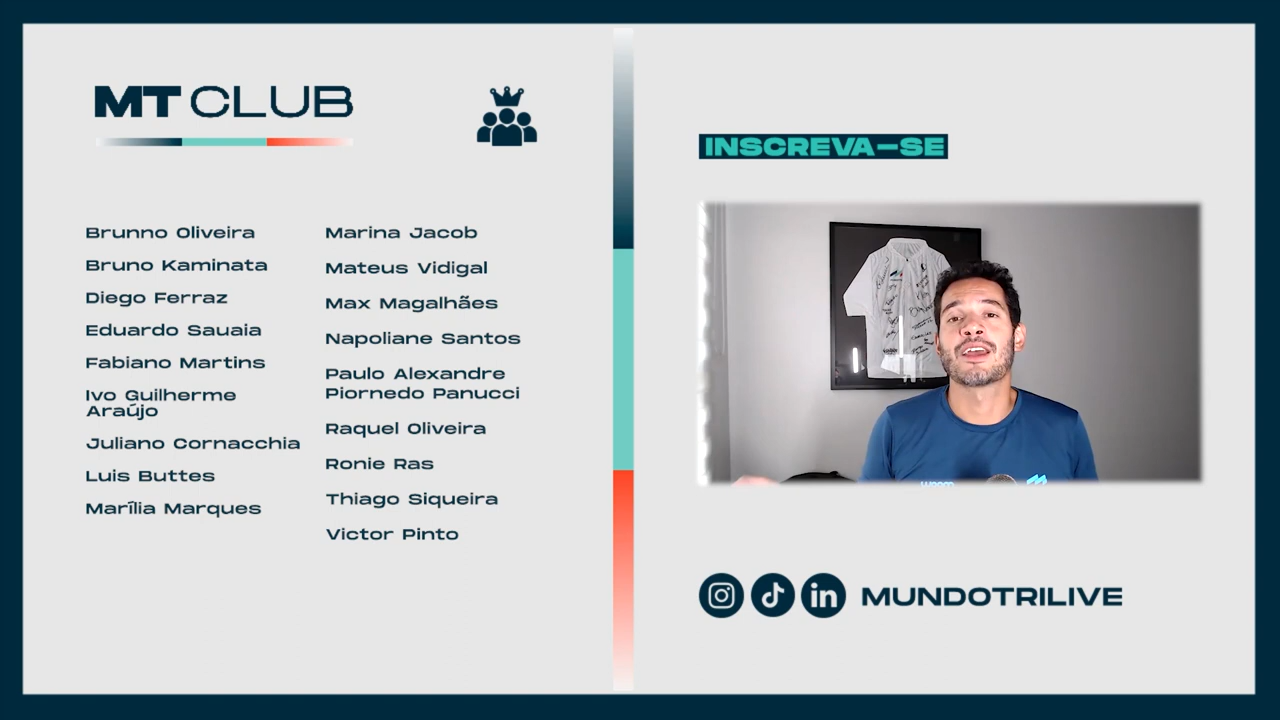 MT CLUB
Brunno Oliveira
Bruno Kaminata
Diego Ferraz
Eduardo Sauaia
Fabiano Martins
Ivo Guilherme
Araújo
Juliano Cornacchia
Luis Buttes
Marília Marques
Marina Jacob
Mateus Vidigal
Max Magalhães
Napoliane Santos
Paulo Alexandre
Piornedo Panucci
Raquel Oliveira
Ronie Ras
Thiago Siqueira
Victor Pinto
INSCREVA-SE
MUNDOTRILIVE